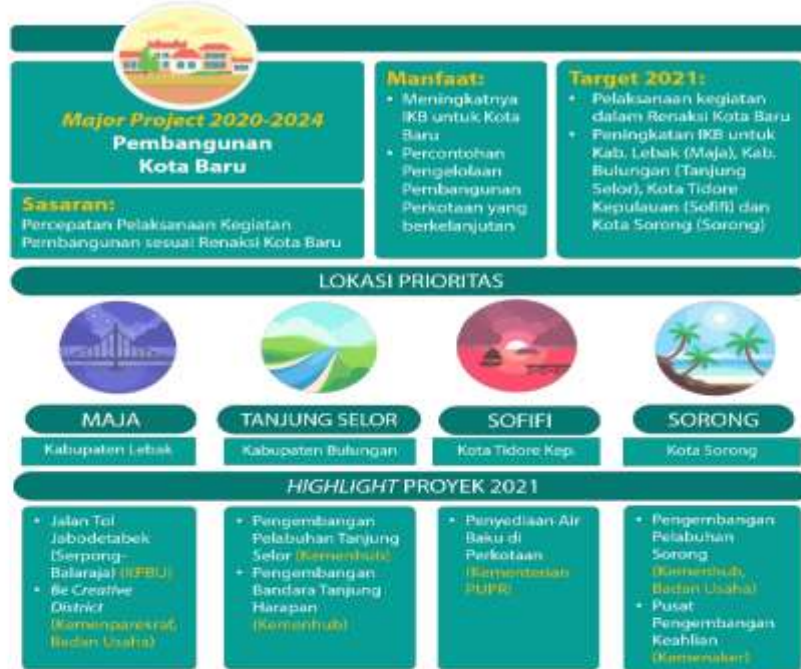 Major Project 2020-2024
Pembangunan
Kota Baru
Sasaran:
Percepatan Pelaksanaan Kegiatan
Pembangunan sesuai Renaksi Kota Baru
Manfaat:
• Meningkatnya
IKB untuk Kota
Baru
• Percontohan
Pengelolaan
Pembangunan
Perkotaan yang
berkelanjutan
Target 2021:
• Pelaksanaan kegiatan
dalam Renaksi Kota Baru
• Peningkatan IKB untuk
Kab. Lebak (Maja), Kab.
Bulungan (Tanjung
Selor), Kota Tidore
Kepulauan (Sofifi) dan
Kota Sorong (Sorong)
LOKASI PRIORITAS
MAJA
Kabupaten Lebak
TANJUNG SELOR
Kabupaten Bulungan
SOFIFI
Kota Tidore Kep.
SORONG
Kota Sorong
HIGHLIGHT PROYEK 2021
• Jalan Tol
Jabodetabek
(Serpong-
Balaraja) (KPBU)
• Be Creative
District
(Kemenparekraf,
Badan Usaha)
• Pengembangan
Pelabuhan Tanjung
Selor (Kemenhub)
• Pengembangan
Bandara Tanjung
Harapan
(Kemenhub)
• Penyediaan Air
Baku di
Perkotaan
(Kementerian
PUPR)
• Pengembangan
Pelabuhan
Sorong
(Kemenhub,
Badan Usaha)
• Pusat
Pengembangan
Keahlian
(Kemenaker)